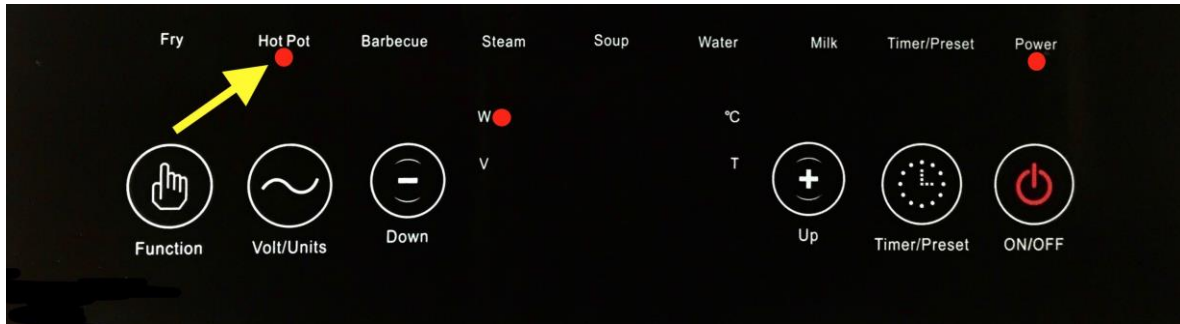 Fry Hot Pot Barbecue Steam Soup Water Milk Timer/Preset Power
W °C
V T
Function Volt/Units Down Up Timer/Preset ON/OFF